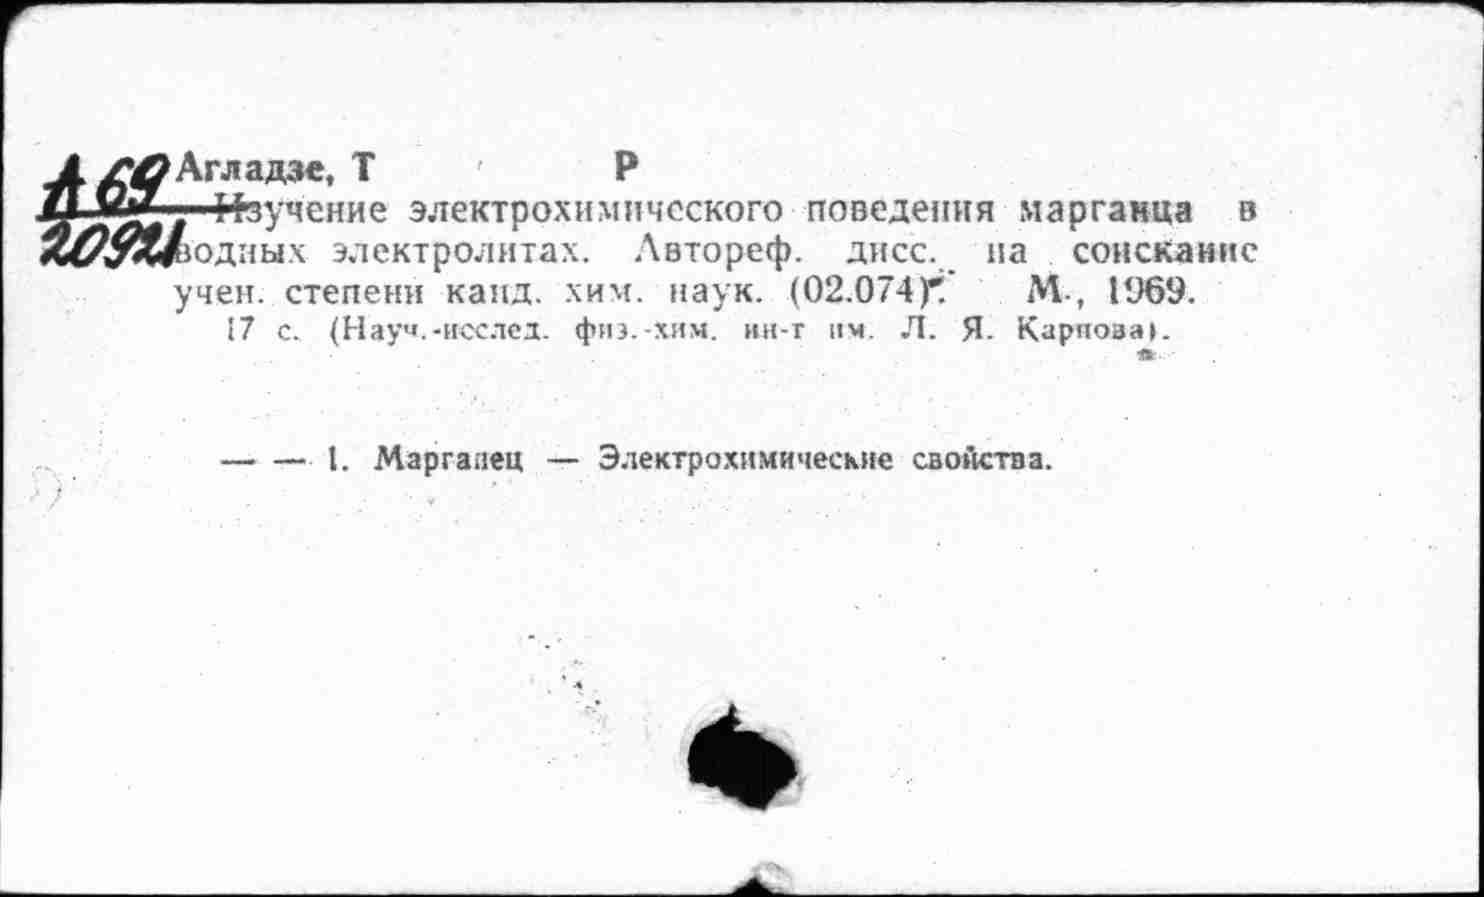 А 69
20921
Агладзе, Т Р
Изучение электрохимического поведения марганца в
водных электролитах. Автореф. дисс. на соискание
учен. степени канд. хим. наук. (02.074). М., 1969.
17 с. (Науч.-исслед. физ.-хим. ин-т им. Л. Я. Карпова).
— — 1. Марганец — Электрохимические свойства.